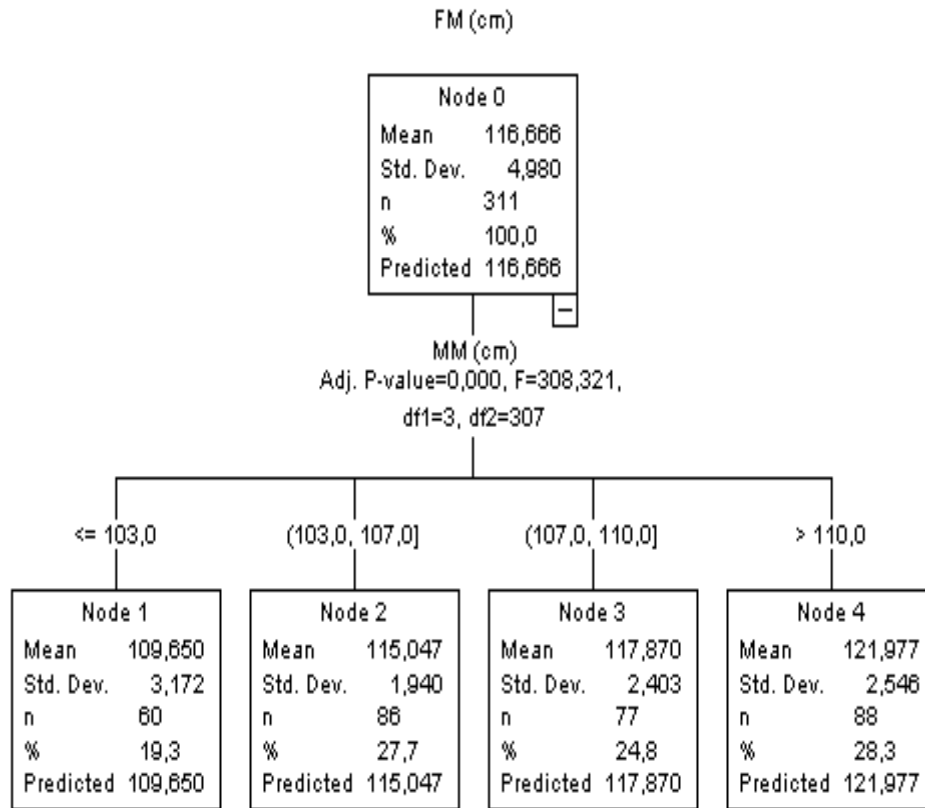 FM (cm)
Node 0
Mean 116,666
Std. Dev. 4,980
n 311
% 100,0
Predicted 116,666
MM (cm)
Adj. P-value=0,000, F=308,321,
df1=3, df2=307
<= 103,0
(103,0, 107,0]
(107,0, 110,0]
> 110,0
Node 1
Mean 109,650
Std. Dev. 3,172
n 60
% 19,3
Predicted 109,650
Node 2
Mean 115,047
Std. Dev. 1,940
n 86
% 27,7
Predicted 115,047
Node 3
Mean 117,870
Std. Dev. 2,403
n 77
% 24,8
Predicted 117,870
Node 4
Mean 121,977
Std. Dev. 2,546
n 88
% 28,3
Predicted 121,977